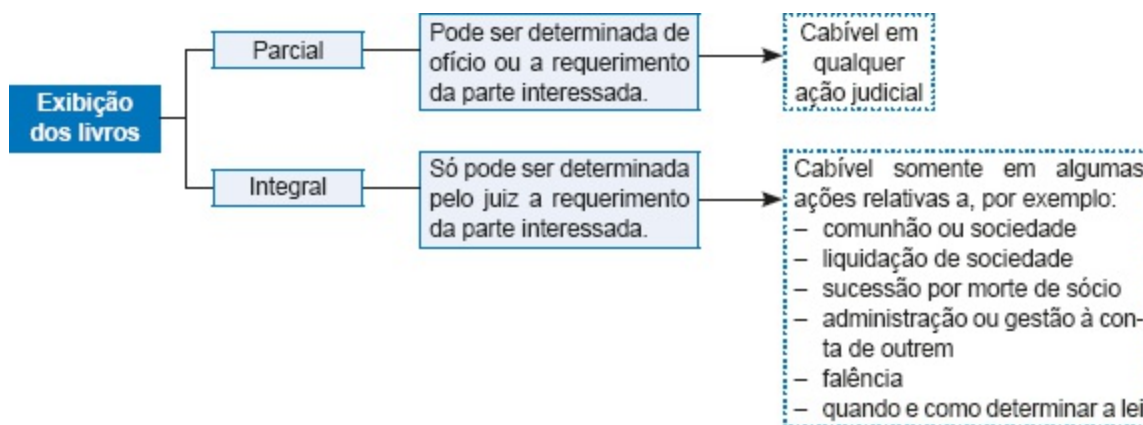 Exibição
dos livros
Parcial
Pode ser determinada de
ofício ou a requerimento
da parte interessada.
Cabível em
qualquer
ação judicial
Integral
Só pode ser determinada
pelo juiz a requerimento
da parte interessada.
Cabível somente em algumas
ações relativas a, por exemplo:
– comunhão ou sociedade
– liquidação de sociedade
– sucessão por morte de sócio
– administração ou gestão à con-
ta de outrem
– falência
– quando e como determinar a lei